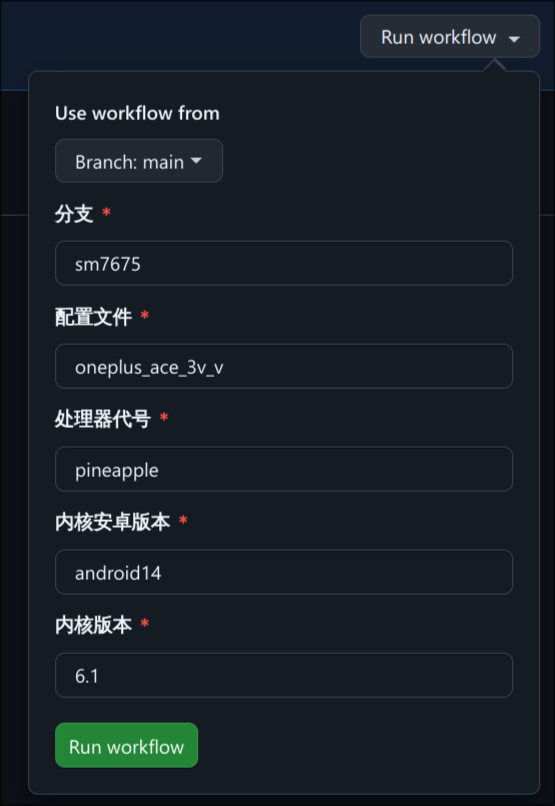 Run workflow
Use workflow from
Branch: main
分支 *
sm7675
配置文件 *
oneplus_ace_3v_v
处理器代号 *
pineapple
内核安卓版本 *
android14
内核版本 *
6.1
Run workflow